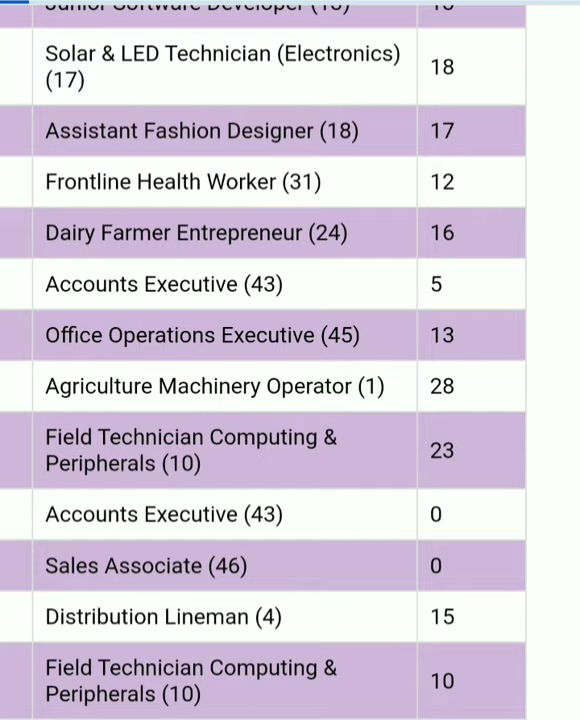 Junior Software Developer
Solar & LED Technician (Electronics)
(17)
18
Assistant Fashion Designer (18)
17
Frontline Health Worker (31)
12
Dairy Farmer Entrepreneur (24)
16
Accounts Executive (43)
5
Office Operations Executive (45)
13
Agriculture Machinery Operator (1)
28
Field Technician Computing &
Peripherals (10)
23
Accounts Executive (43)
0
Sales Associate (46)
0
Distribution Lineman (4)
15
Field Technician Computing &
Peripherals (10)
10